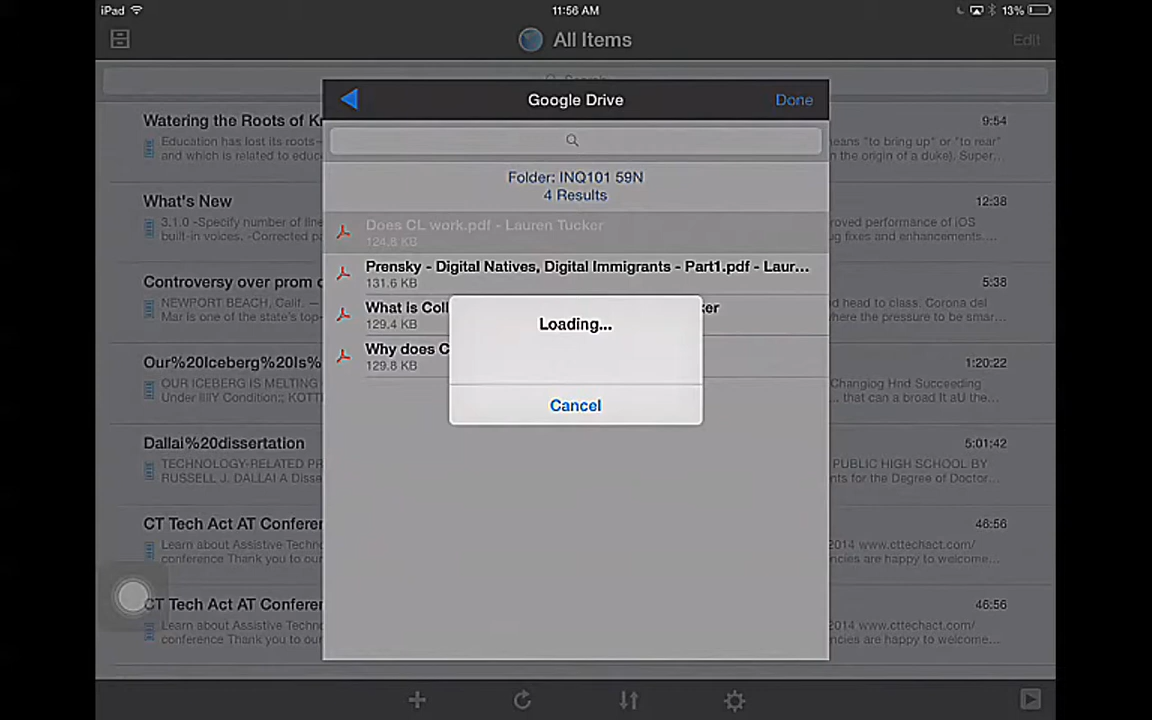 iPad 11:56 AM 13%
All Items Edit
Search
Google Drive Done
Folder: INQ101 59N
4 Results
Does CL work.pdf - Lauren Tucker
124.8 KB
Prensky - Digital Natives, Digital Immigrants - Part1.pdf - Laur...
131.6 KB
What is Coll ker
129.4 KB
Why does C
129.8 KB
Loading...
Cancel
Watering the Roots of K 9:54
Education has lost its roots– means "to bring up" or "to rear"
and which is related to educ the origin of a duke). Super...
What's New 12:38
3.1.0 -Specify number of line roved performance of iOS
built-in voices. -Corrected pa g fixes and enhancements....
Controversy over prom 5:38
NEWPORT BEACH, Calif. — head to class. Corona del
Mar is one of the state's top- here the pressure to be smar...
Our%20Iceberg%20Is% 1:20:22
OUR ICEBERG IS MELTING Changiog Hnd Succeeding
Under IIIIY Condition;; KOTT ... that can a broad It aU the
Dallai%20dissertation 5:01:42
TECHNOLOGY-RELATED PR PUBLIC HIGH SCHOOL BY
RUSSELL J. DALLAI A Disse nts for the Degree of Doctor...
CT Tech Act AT Confere 46:56
Learn about Assistive Techn 2014 www.cttechact.com/
conference Thank you to our ncies are happy to welcome...
CT Tech Act AT Conferer 46:56
Learn about Assistive Techn 2014 www.cttechact.com/
conference Thank you to our ncies are happy to welcome...